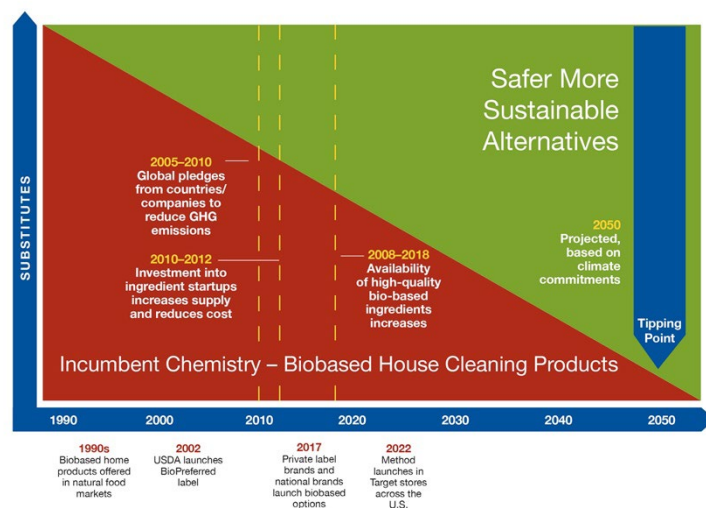 SUBSTITUTES
Safer More
Sustainable
Alternatives
2005–2010
Global pledges
from countries/
companies to
reduce GHG
emissions
2010–2012
Investment into
ingredient startups
increases supply
and reduces cost
2008–2018
Availability
of high-quality
bio-based
ingredients
increases
2050
Projected,
based on
climate
commitments
Tipping
Point
Incumbent Chemistry – Biobased House Cleaning Products
1990 2000 2010 2020 2030 2040 2050
1990s
Biobased home
products offered
in natural food
markets
2002
USDA launches
BioPreferred
label
2017
Private label
brands and
national brands
launch biobased
options
2022
Method
launches in
Target stores
across the
U.S.